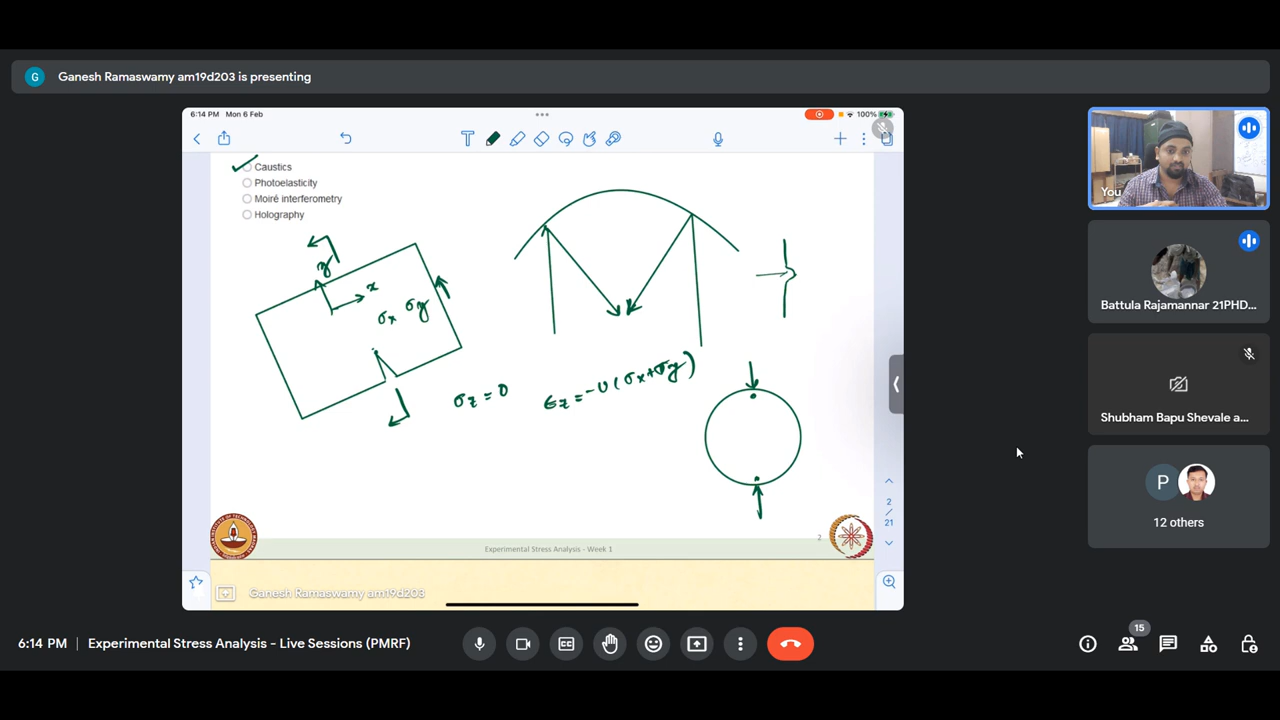 G Ganesh Ramaswamy am19d203 is presenting
6:14 PM Mon 6 Feb
100%
T
Caustics
Photoelasticity
Moiré interferometry
Holography
y
x
σx σy
σz = 0
εz = -υ(σx+σy)
2
/
21
2
Experimental Stress Analysis - Week 1
Ganesh Ramaswamy am19d203
You
Battula Rajamannar 21PHD...
Shubham Bapu Shevale a...
P
12 others
6:14 PM | Experimental Stress Analysis - Live Sessions (PMRF)
CC
15